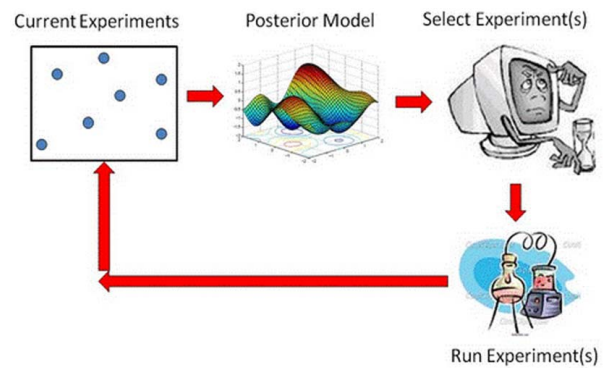 Current Experiments
Posterior Model
Select Experiment(s)
Run Experiment(s)